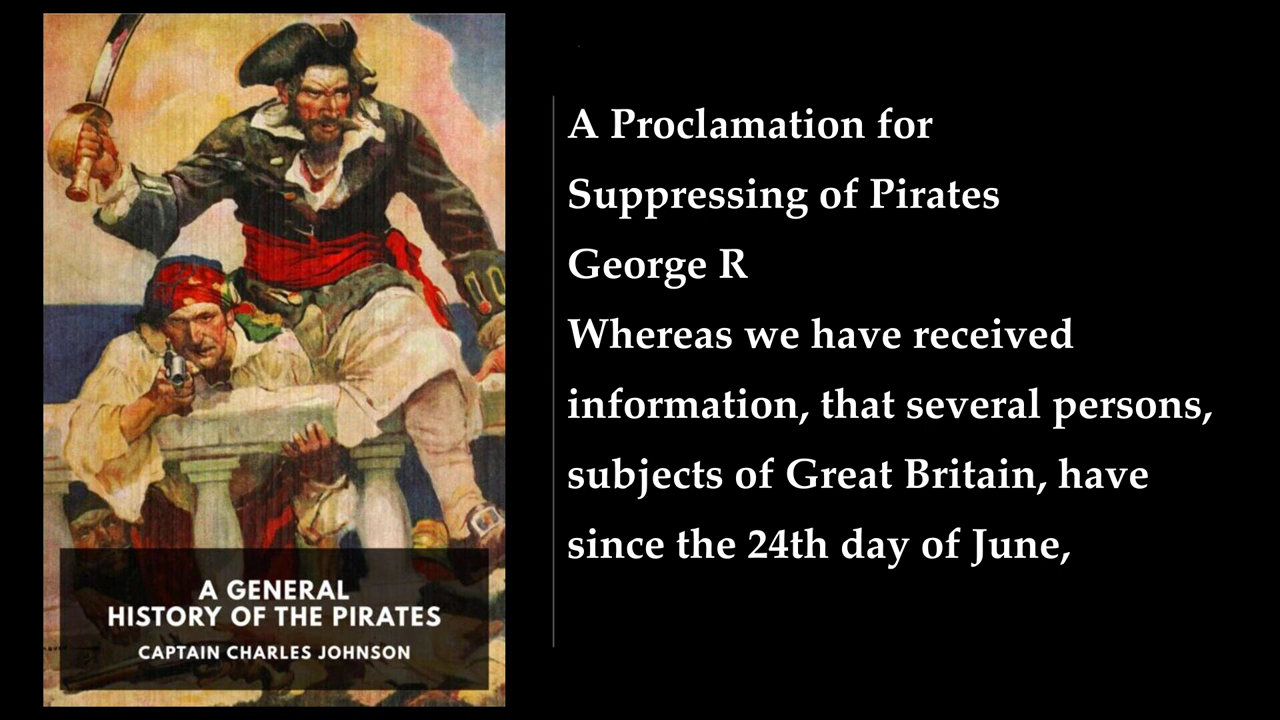 A GENERAL
HISTORY OF THE PIRATES
CAPTAIN CHARLES JOHNSON
A Proclamation for
Suppressing of Pirates
George R
Whereas we have received
information, that several persons,
subjects of Great Britain, have
since the 24th day of June,